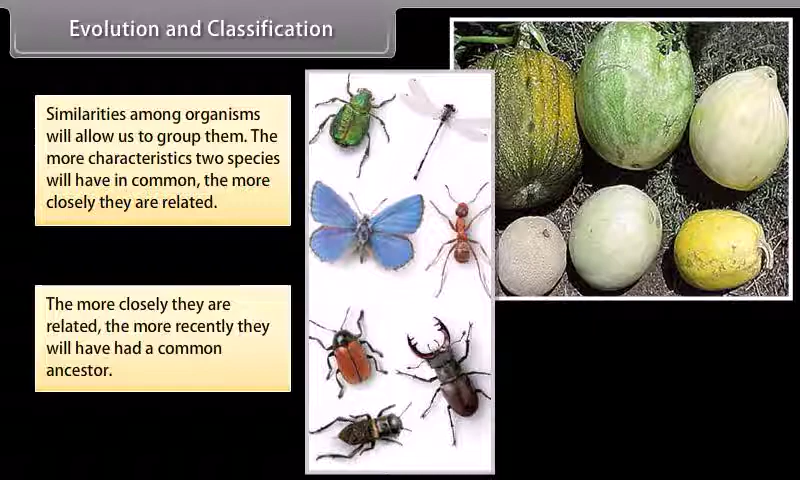 Evolution and Classification
Similarities among organisms
will allow us to group them. The
more characteristics two species
will have in common, the more
closely they are related.
The more closely they are
related, the more recently they
will have had a common
ancestor.